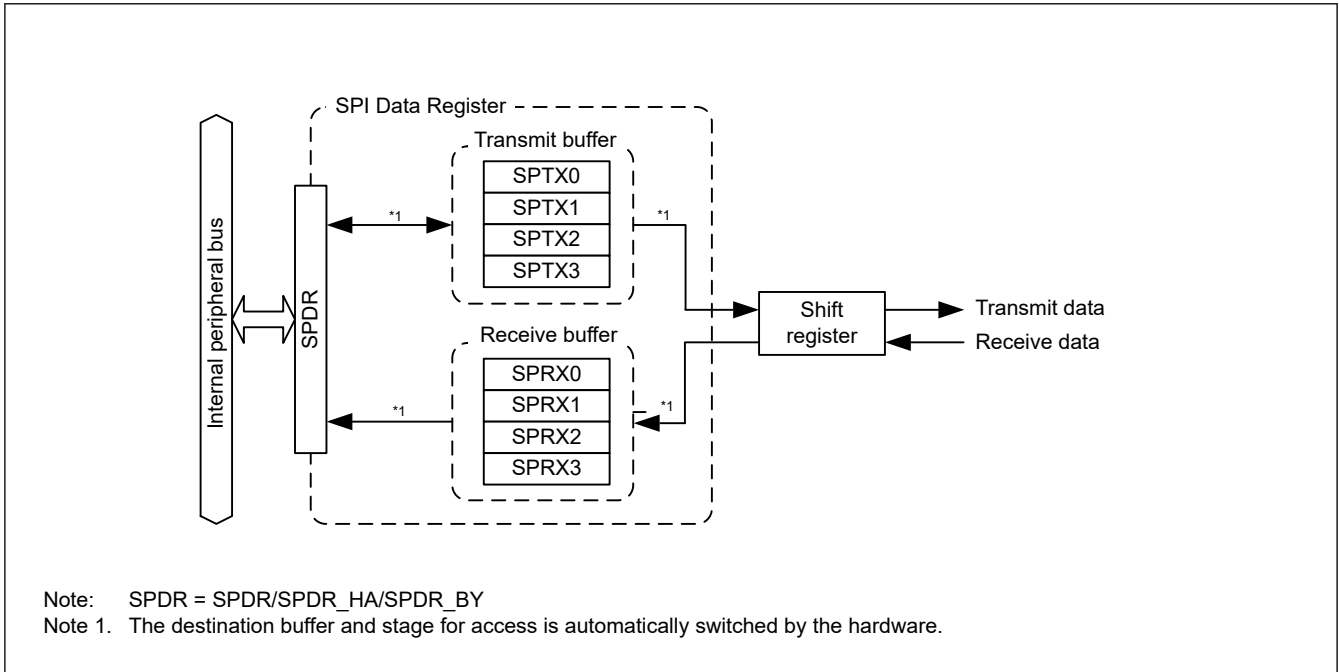 SPI Data Register
Transmit buffer
SPTX0
SPTX1
SPTX2
SPTX3
*1
*1
Internal peripheral bus
SPDR
Shift
register
Transmit data
Receive data
Receive buffer
SPRX0
SPRX1
SPRX2
SPRX3
*1
*1
Note: SPDR = SPDR/SPDR_HA/SPDR_BY
Note 1. The destination buffer and stage for access is automatically switched by the hardware.